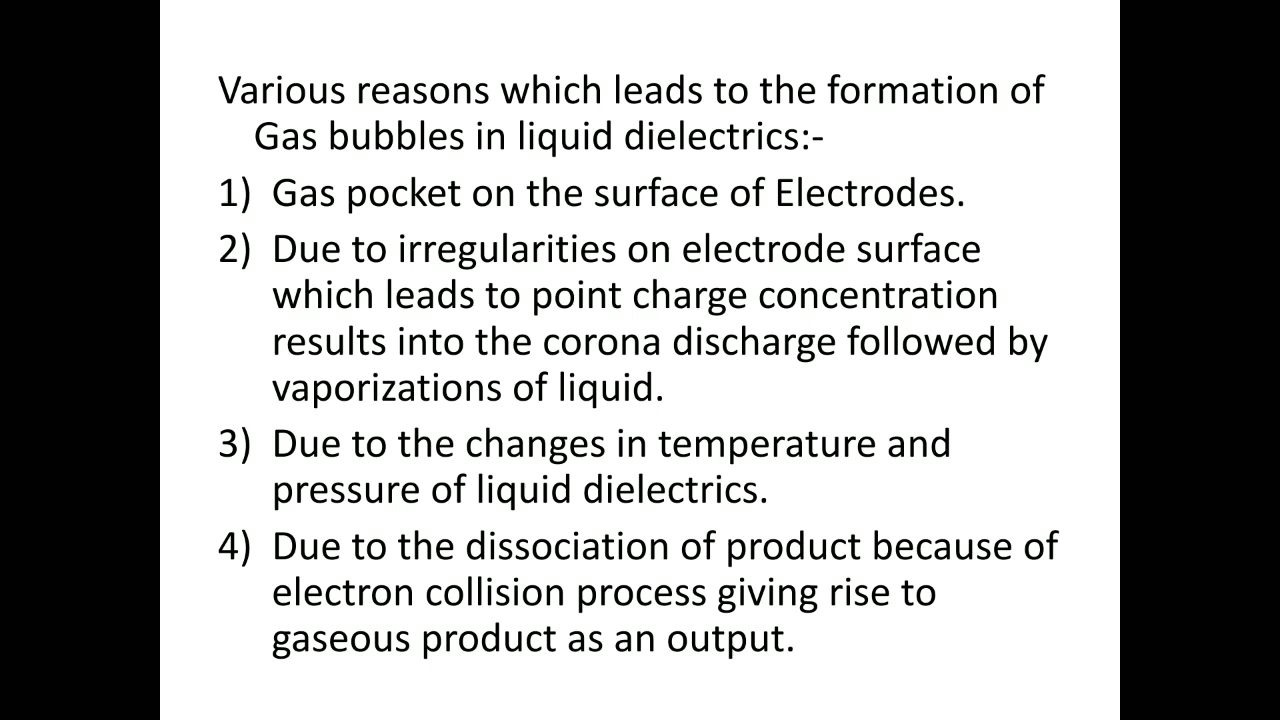 Various reasons which leads to the formation of
Gas bubbles in liquid dielectrics:-
1) Gas pocket on the surface of Electrodes.
2) Due to irregularities on electrode surface
which leads to point charge concentration
results into the corona discharge followed by
vaporizations of liquid.
3) Due to the changes in temperature and
pressure of liquid dielectrics.
4) Due to the dissociation of product because of
electron collision process giving rise to
gaseous product as an output.